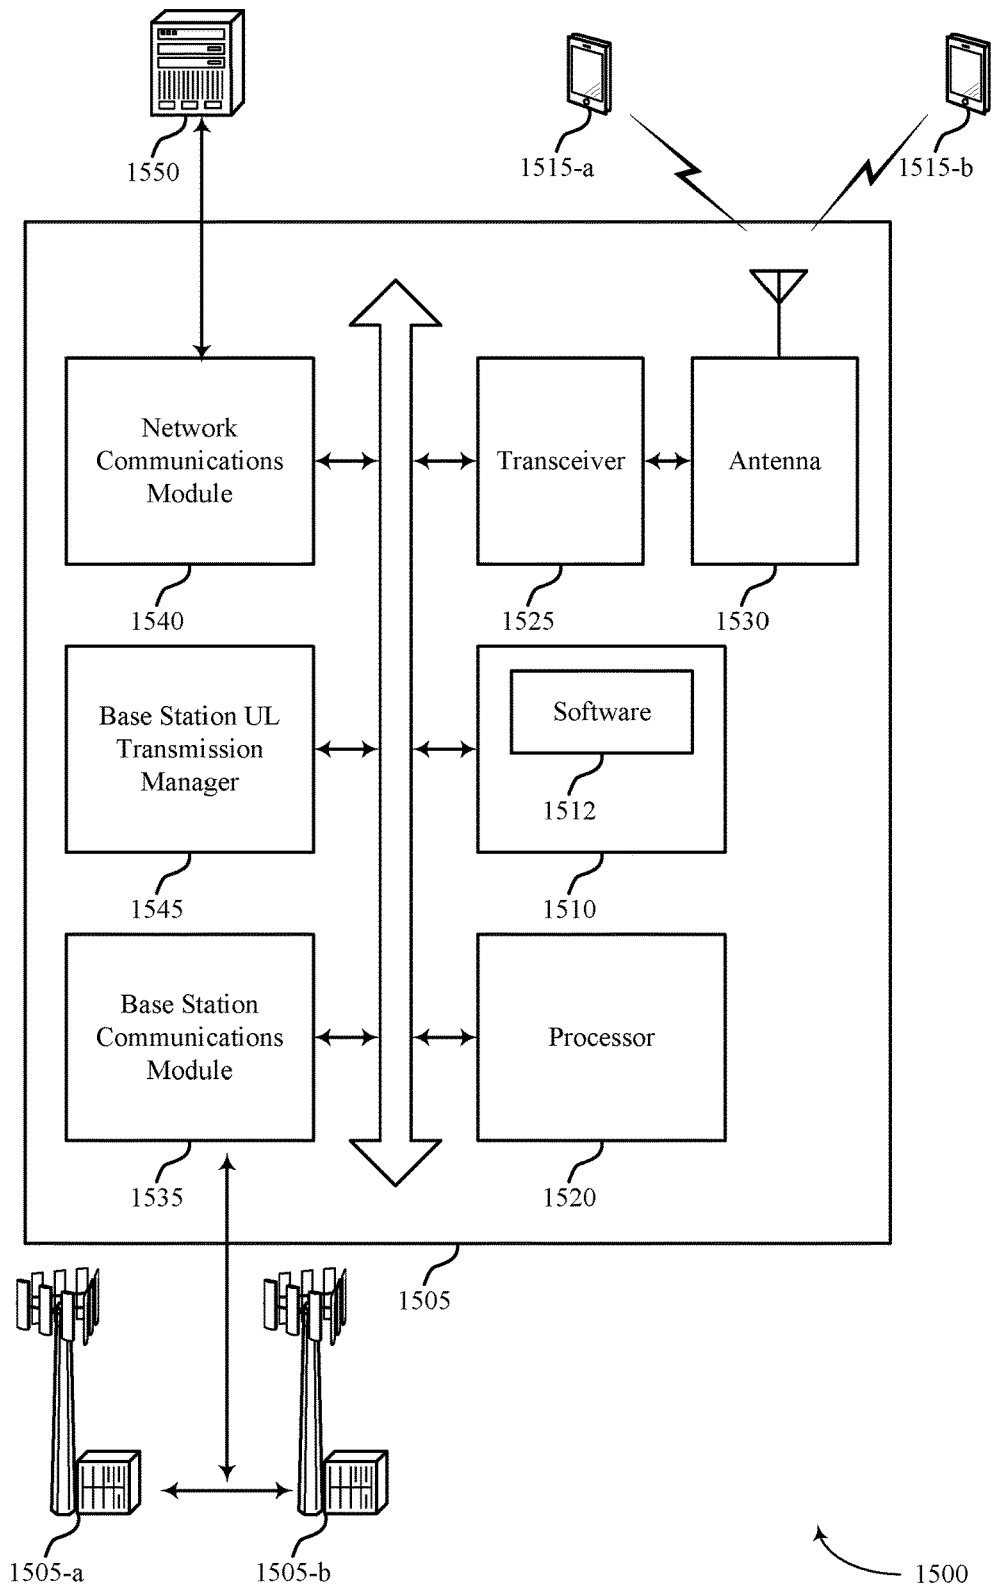 1550
1515-a
1515-b
Network
Communications
Module
1540
Transceiver
1525
Antenna
1530
Base Station UL
Transmission
Manager
1545
Software
1512
1510
Base Station
Communications
Module
1535
Processor
1520
1505
1505-a
1505-b
1500